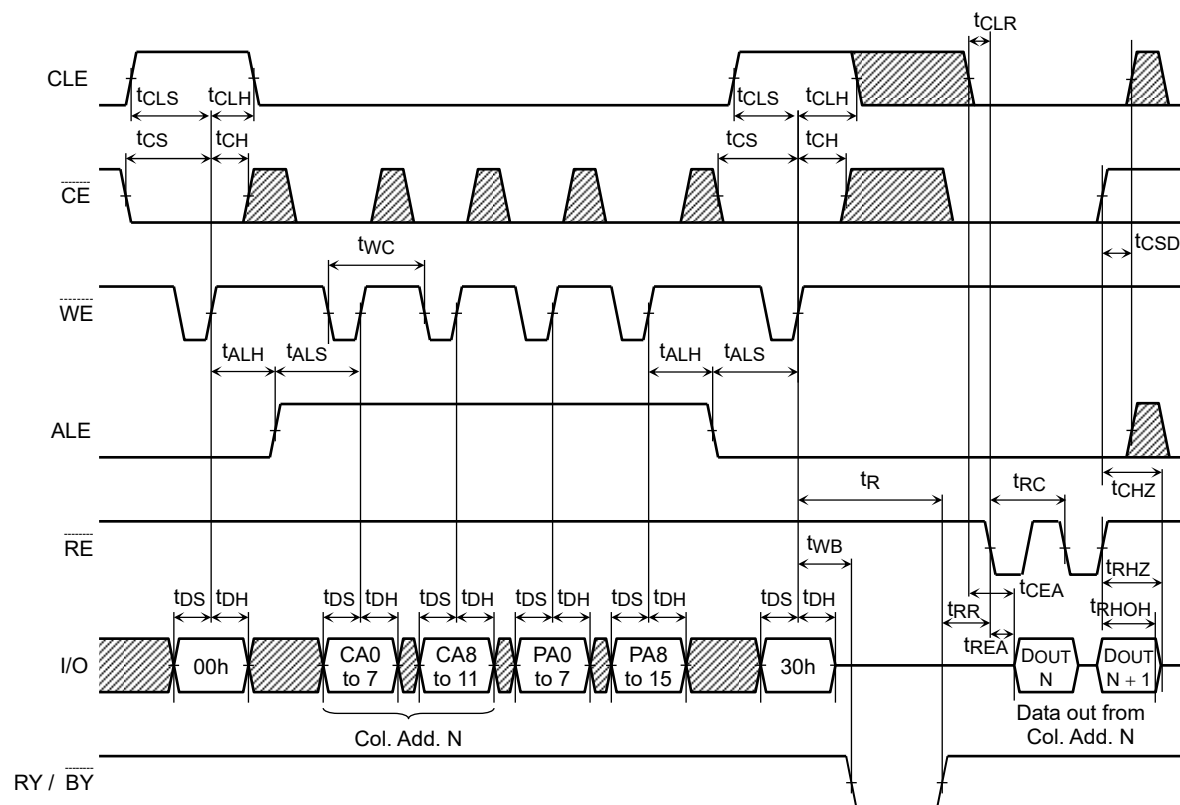 tCLR
CLE
tCLS tCLH tCLS tCLH
tCS tCH tCS tCH
CE
tWC tCSD
WE
tALH tALS tALH tALS
ALE
tR tRC tCHZ
RE
tWB
tRHZ
tCEA
tDS tDH tDS tDH tDS tDH tDS tDH tDS tDH tDS tDH tRR tRHOH
tREA
I/O 00h CA0 to 7 CA8 to 11 PA0 to 7 PA8 to 15 30h DOUT N DOUT N + 1
Col. Add. N
Data out from
Col. Add. N
RY / BY